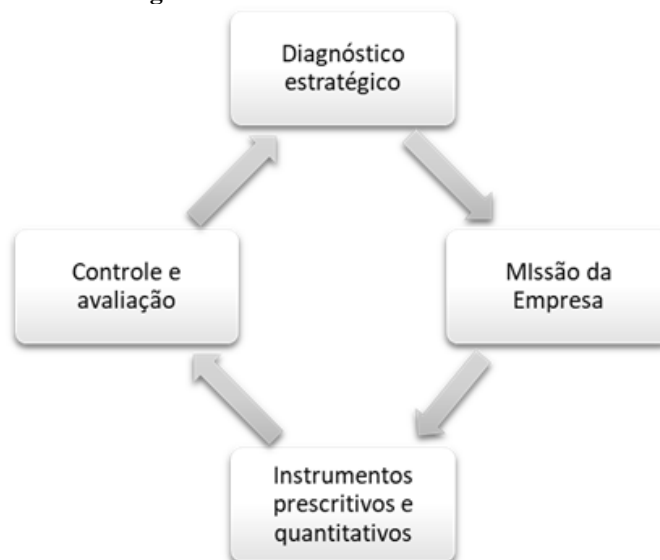 Diagnóstico
estratégico
MIssão da
Empresa
Instrumentos
prescritivos e
quantitativos
Controle e
avaliação